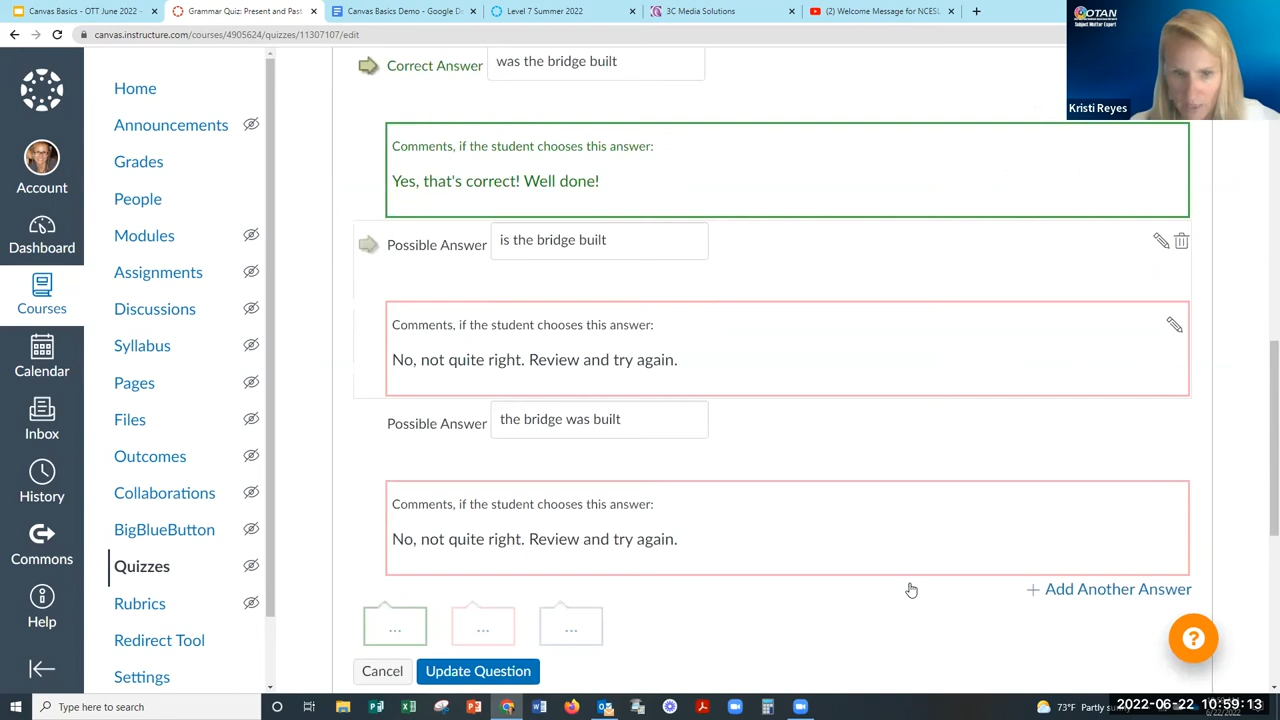 Canvas Basics - OTT June 2022
Grammar Quiz: Present and Past
Canvas Basics Demo - Google D
Level 7 Summer 2022
3C Media Solutions
(2) Welcome Message for NCES
canvas.instructure.com/courses/4905624/quizzes/11307107/edit
OTAN
Subject Matter Expert
Kristi Reyes
Account
Dashboard
Courses
Calendar
Inbox
History
Commons
Help
Home
Announcements
Grades
People
Modules
Assignments
Discussions
Syllabus
Pages
Files
Outcomes
Collaborations
BigBlueButton
Quizzes
Rubrics
Redirect Tool
Settings
Correct Answer was the bridge built
Comments, if the student chooses this answer:
Yes, that's correct! Well done!
Possible Answer is the bridge built
Comments, if the student chooses this answer:
No, not quite right. Review and try again.
Possible Answer the bridge was built
Comments, if the student chooses this answer:
No, not quite right. Review and try again.
+ Add Another Answer
... ... ...
Cancel Update Question
?
Type here to search
73°F Partly
2022-06-22 10:59:13